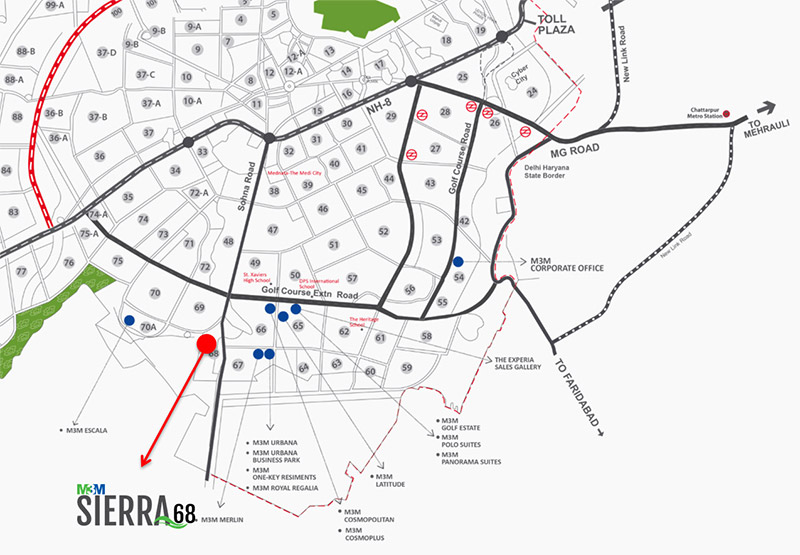 99-A
100
9-B
5
4
18
19
TOLL
PLAZA
88-B
9-A
6
37-D
9
7
12-A
13
14
17
88-A
37-C
8
12
16
25
Cyber
City
24
New Link Road
10
11
15
NH-8
36-B
37-B
10-A
37-A
36-A
31
30
29
28
26
27
Chattarpur
Metro Station
TO
MEHRAULI
MG ROAD
36
33
32
Medanta-The Medi City
40
41
44
43
Golf Course Road
Delhi Haryana
State Border
84
34
Sohna Road
39
45
83
72-A
38
46
35
74-A
74
73
49
47
51
52
53
42
75-A
77
76
75
71
72
48
New Link Road
M3M
CORPORATE OFFICE
54
St. Xaviers
High School
50
DPS International
School
57
56
55
70
69
Golf Course Extn Road
70A
66
65
The Heritage
School
62
61
58
68
67
64
63
60
59
THE EXPERIA
SALES GALLERY
TO FARIDABAD
M3M ESCALA
M3M URBANA
M3M URBANA
BUSINESS PARK
M3M
ONE-KEY RESIMENTS
M3M ROYAL REGALIA
M3M
GOLF ESTATE
M3M
POLO SUITES
M3M
PANORAMA SUITES
M3M
LATITUDE
M3M
SIERRA 68
M3M MERLIN
M3M
COSMOPOLITAN
M3M
COSMOPLUS